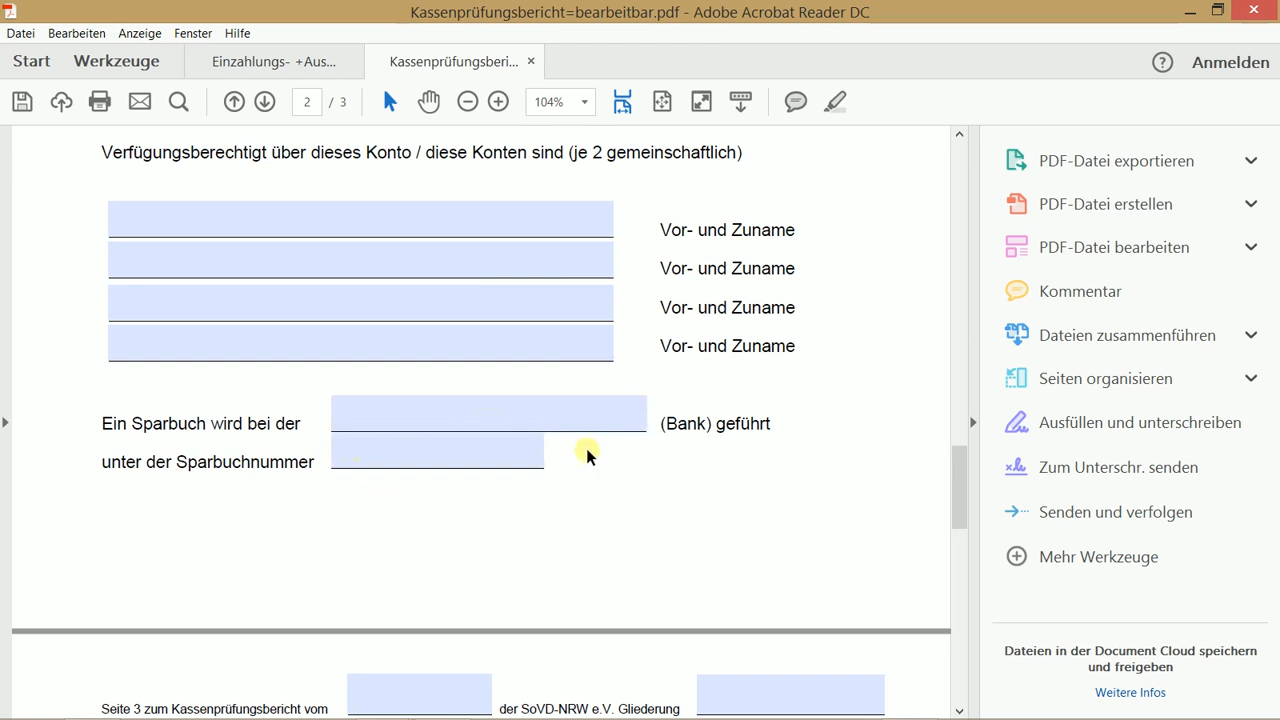 Kassenprüfungsbericht=bearbeitbar.pdf - Adobe Acrobat Reader DC
Datei Bearbeiten Anzeige Fenster Hilfe
Start Werkzeuge Einzahlungs- +Aus... Kassenprüfungsberi... × ? Anmelden
2 / 3 104%
Verfügungsberechtigt über dieses Konto / diese Konten sind (je 2 gemeinschaftlich)
Vor- und Zuname
Vor- und Zuname
Vor- und Zuname
Vor- und Zuname
Ein Sparbuch wird bei der (Bank) geführt
unter der Sparbuchnummer
Seite 3 zum Kassenprüfungsbericht vom der SoVD-NRW e.V. Gliederung
PDF-Datei exportieren
PDF-Datei erstellen
PDF-Datei bearbeiten
Kommentar
Dateien zusammenführen
Seiten organisieren
Ausfüllen und unterschreiben
Zum Unterschr. senden
Senden und verfolgen
Mehr Werkzeuge
Dateien in der Document Cloud speichern
und freigeben
Weitere Infos